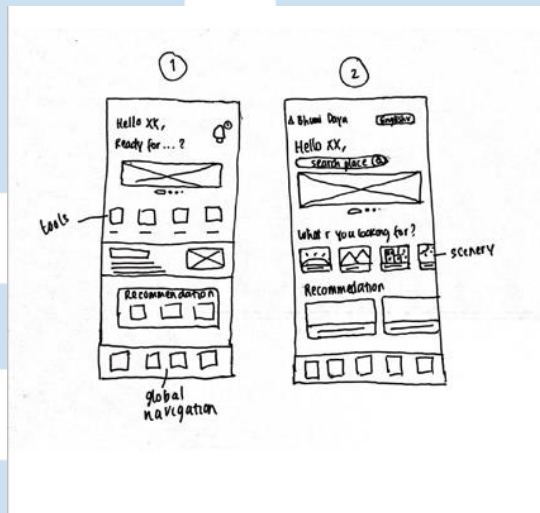 1
Hello XX,
Ready for...?
tools
Recommendation
global
navigation
2
Bhumi Daya
English
Hello XX,
search place
What r you looking for?
scenery
Recommedation